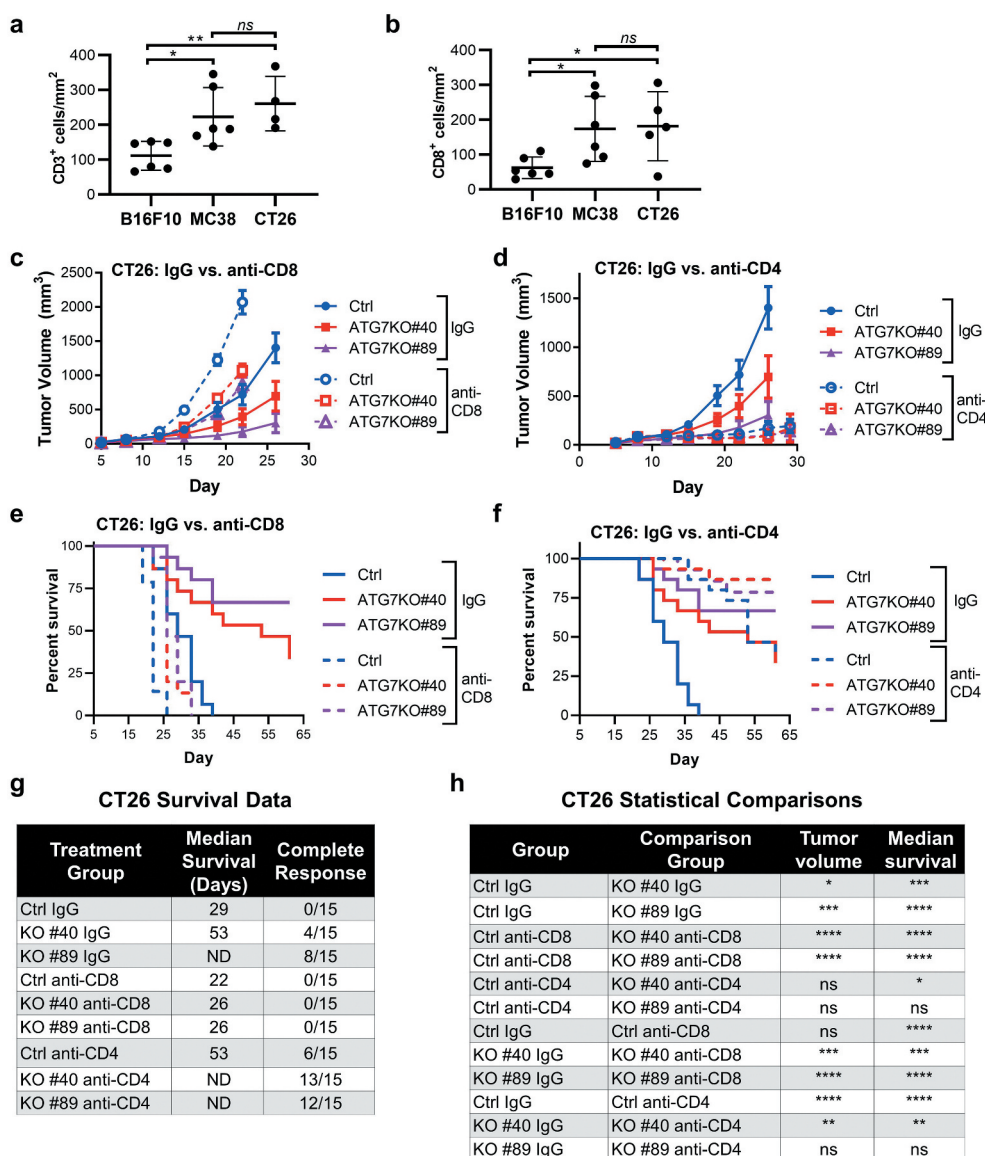 a
ns
**
*
400
300
200
100
0
CD3+ cells/mm2
B16F10 MC38 CT26
b
ns
*
*
400
300
200
100
0
CD8+ cells/mm2
B16F10 MC38 CT26
c
CT26: IgG vs. anti-CD8
Tumor Volume (mm3)
2500
2000
1500
1000
500
0
5 10 15 20 25 30
Day
Ctrl
ATG7KO#40
ATG7KO#89
IgG
Ctrl
ATG7KO#40
ATG7KO#89
anti-
CD8
d
CT26: IgG vs. anti-CD4
Tumor Volume (mm3)
1500
1000
500
0
0 10 20 30
Day
Ctrl
ATG7KO#40
ATG7KO#89
IgG
Ctrl
ATG7KO#40
ATG7KO#89
anti-
CD4
e
CT26: IgG vs. anti-CD8
Percent survival
100
75
50
25
0
5 15 25 35 45 55 65
Day
Ctrl
ATG7KO#40
ATG7KO#89
IgG
Ctrl
ATG7KO#40
ATG7KO#89
anti-
CD8
f
CT26: IgG vs. anti-CD4
Percent survival
100
75
50
25
0
5 15 25 35 45 55 65
Day
Ctrl
ATG7KO#40
ATG7KO#89
IgG
Ctrl
ATG7KO#40
ATG7KO#89
anti-
CD4
g
CT26 Survival Data
Treatment Group Median Survival (Days) Complete Response
Ctrl IgG 29 0/15
KO #40 IgG 53 4/15
KO #89 IgG ND 8/15
Ctrl anti-CD8 22 0/15
KO #40 anti-CD8 26 0/15
KO #89 anti-CD8 26 0/15
Ctrl anti-CD4 53 6/15
KO #40 anti-CD4 ND 13/15
KO #89 anti-CD4 ND 12/15
h
CT26 Statistical Comparisons
Group Comparison Group Tumor volume Median survival
Ctrl IgG KO #40 IgG * ***
Ctrl IgG KO #89 IgG *** ****
Ctrl anti-CD8 KO #40 anti-CD8 **** ****
Ctrl anti-CD8 KO #89 anti-CD8 **** ****
Ctrl anti-CD4 KO #40 anti-CD4 ns *
Ctrl anti-CD4 KO #89 anti-CD4 ns ns
Ctrl IgG Ctrl anti-CD8 ns ****
KO #40 IgG KO #40 anti-CD8 *** ***
KO #89 IgG KO #89 anti-CD8 **** ****
Ctrl IgG Ctrl anti-CD4 **** ****
KO #40 IgG KO #40 anti-CD4 ** **
KO #89 IgG KO #89 anti-CD4 ns ns